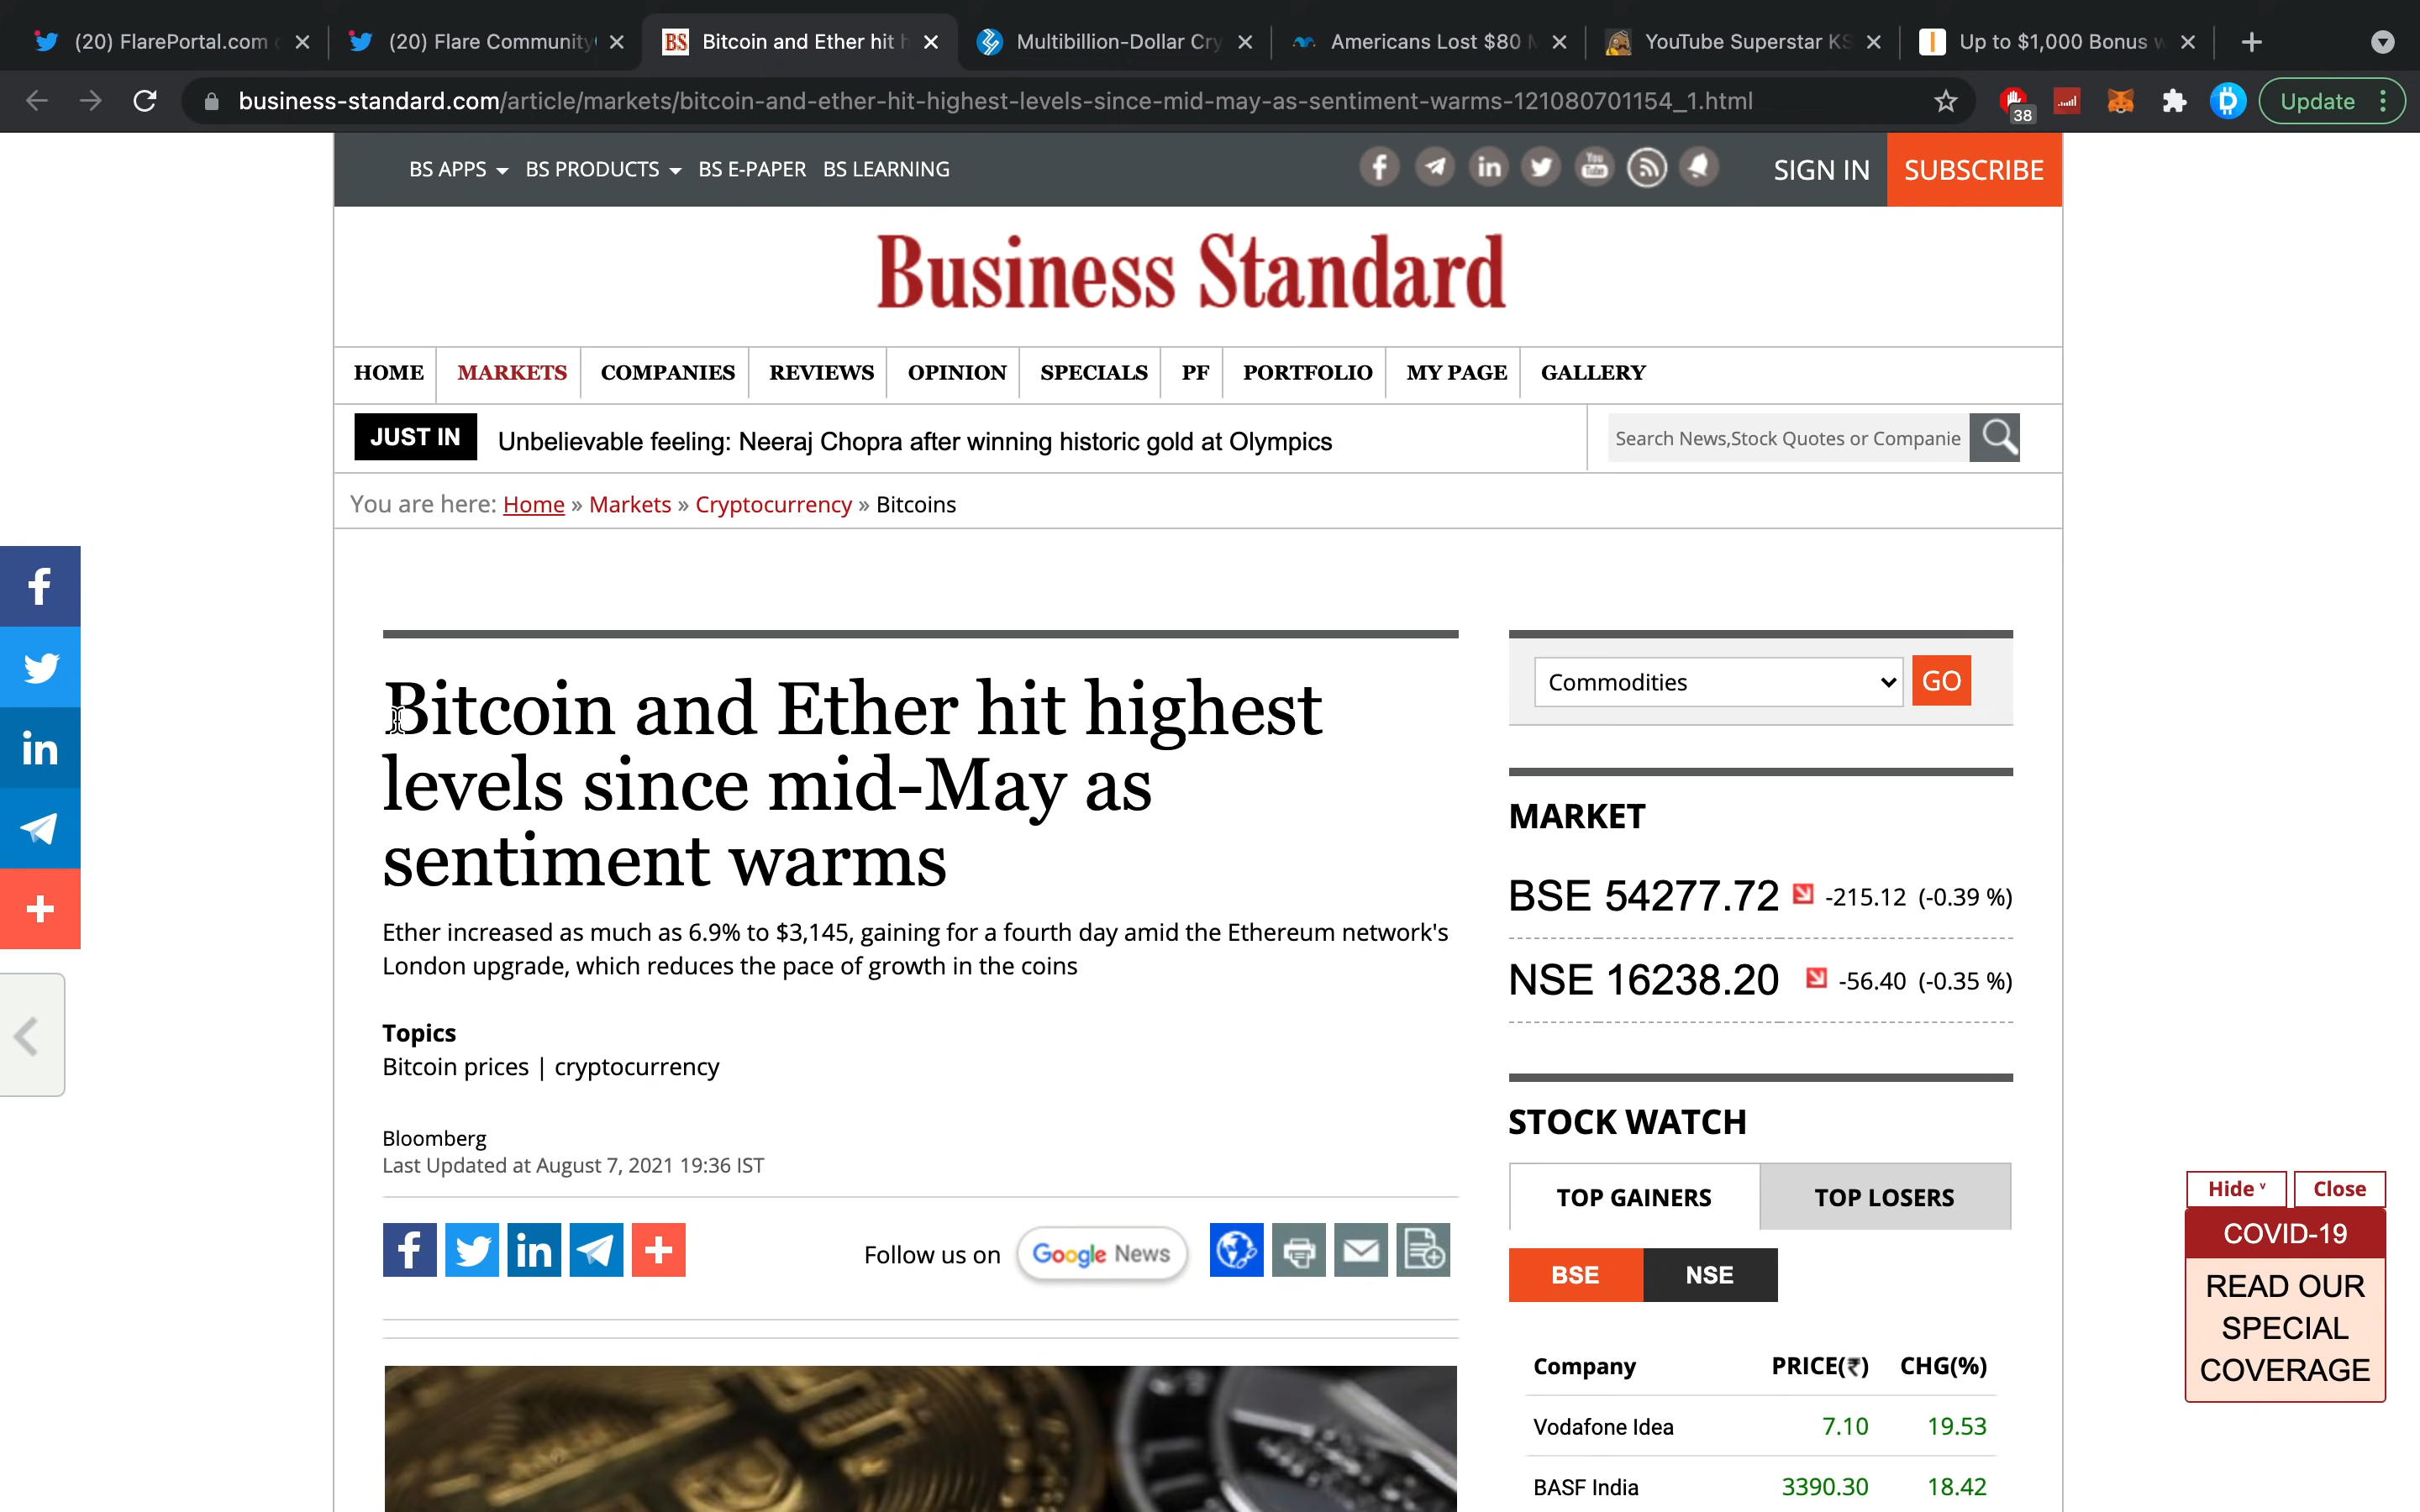 (20) FlarePortal.com
(20) Flare Community
Bitcoin and Ether hit h
Multibillion-Dollar Cry
Americans Lost $80 M
YouTube Superstar KS
Up to $1,000 Bonus w
business-standard.com/article/markets/bitcoin-and-ether-hit-highest-levels-since-mid-may-as-sentiment-warms-121080701154_1.html
38
Update
BS APPS
BS PRODUCTS
BS E-PAPER
BS LEARNING
You Tube
SIGN IN
SUBSCRIBE
Business Standard
HOME
MARKETS
COMPANIES
REVIEWS
OPINION
SPECIALS
PF
PORTFOLIO
MY PAGE
GALLERY
JUST IN
Unbelievable feeling: Neeraj Chopra after winning historic gold at Olympics
Search News,Stock Quotes or Companie
You are here: Home » Markets » Cryptocurrency » Bitcoins
Bitcoin and Ether hit highest
levels since mid-May as
sentiment warms
Ether increased as much as 6.9% to $3,145, gaining for a fourth day amid the Ethereum network's
London upgrade, which reduces the pace of growth in the coins
Topics
Bitcoin prices | cryptocurrency
Bloomberg
Last Updated at August 7, 2021 19:36 IST
Follow us on
Google News
Commodities
GO
MARKET
BSE 54277.72 -215.12 (-0.39 %)
NSE 16238.20 -56.40 (-0.35 %)
STOCK WATCH
TOP GAINERS
TOP LOSERS
BSE
NSE
Company PRICE(₹) CHG(%)
Vodafone Idea 7.10 19.53
BASF India 3390.30 18.42
Hide ˅
Close
COVID-19
READ OUR
SPECIAL
COVERAGE